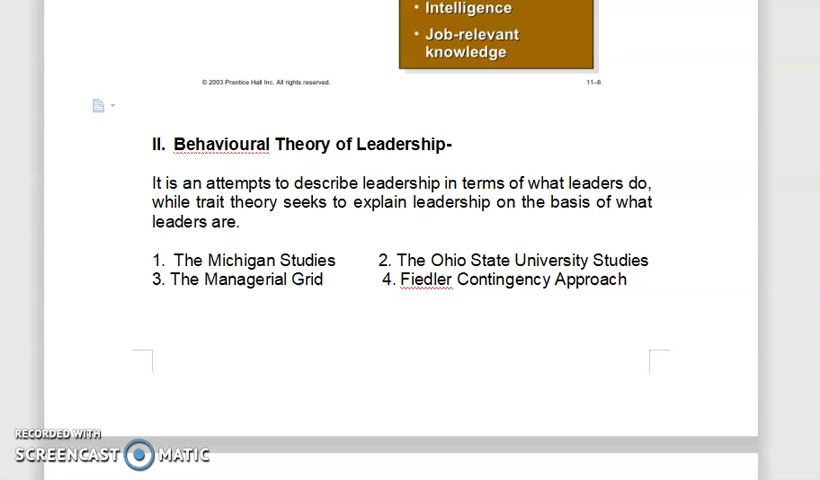 • Intelligence
• Job-relevant
knowledge
© 2003 Prentice Hall Inc. All rights reserved.
11–6
II. Behavioural Theory of Leadership-
It is an attempts to describe leadership in terms of what leaders do,
while trait theory seeks to explain leadership on the basis of what
leaders are.
1. The Michigan Studies 2. The Ohio State University Studies
3. The Managerial Grid 4. Fiedler Contingency Approach
RECORDED WITH
SCREENCAST MATIC